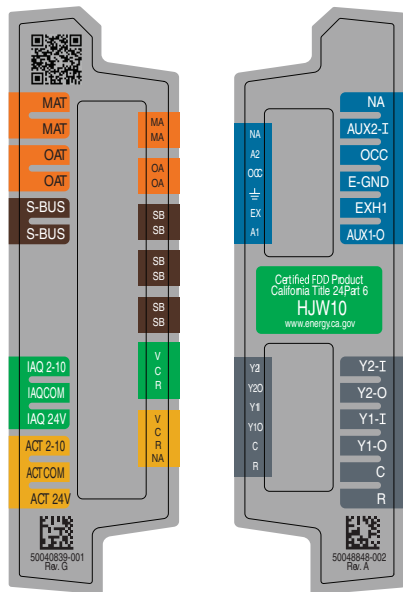 MAT
MAT
OAT
OAT
S-BUS
S-BUS
IAQ 2-10
IAQCOM
IAQ 24V
ACT 2-10
ACTCOM
ACT 24V
50040839-001
Rev. G
MA
MA
OA
OA
SB
SB
SB
SB
SB
SB
V
C
R
V
C
R
NA
NA
A2
OCC
EX
A1
NA
AUX2-I
OCC
E-GND
EXH1
AUX1-O
Certified FDD Product
California Title 24Part 6
HJW10
www.energy.ca.gov
Y2I
Y2O
Y1I
Y1O
C
R
Y2-I
Y2-O
Y1-I
Y1-O
C
R
50048848-002
Rev. A